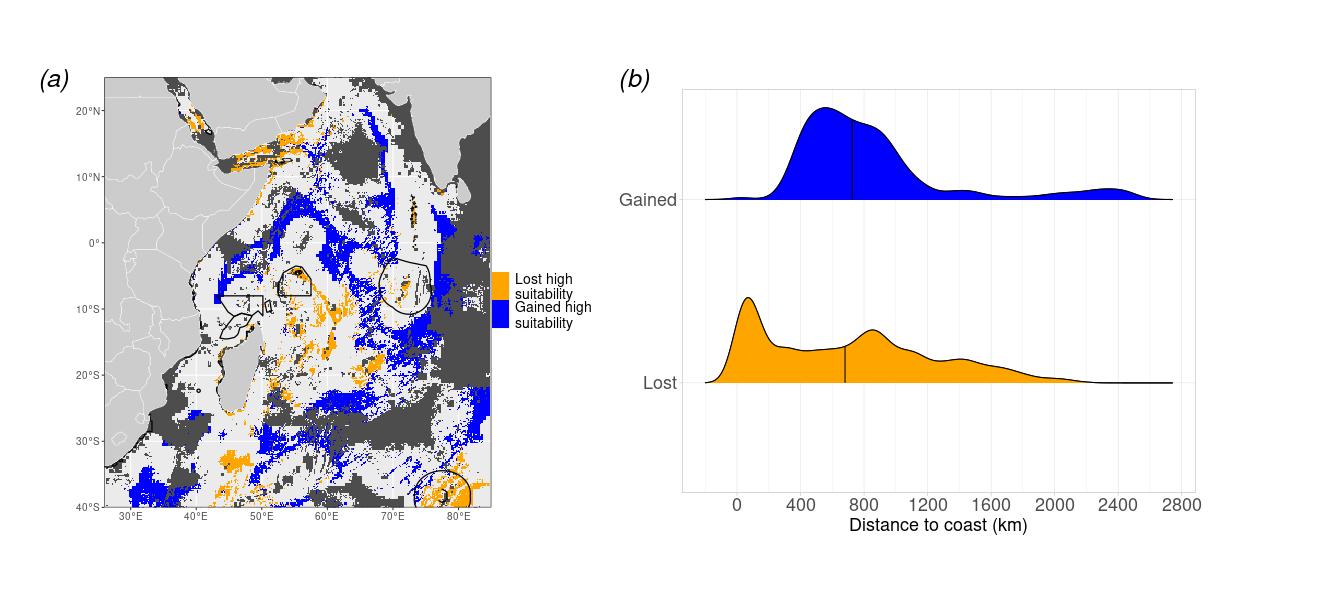 (a)
20°N
10°N
0°
10°S
20°S
30°S
40°S
30°E 40°E 50°E 60°E 70°E 80°E
Lost high
suitability
Gained high
suitability
(b)
Gained
Lost
0 400 800 1200 1600 2000 2400 2800
Distance to coast (km)